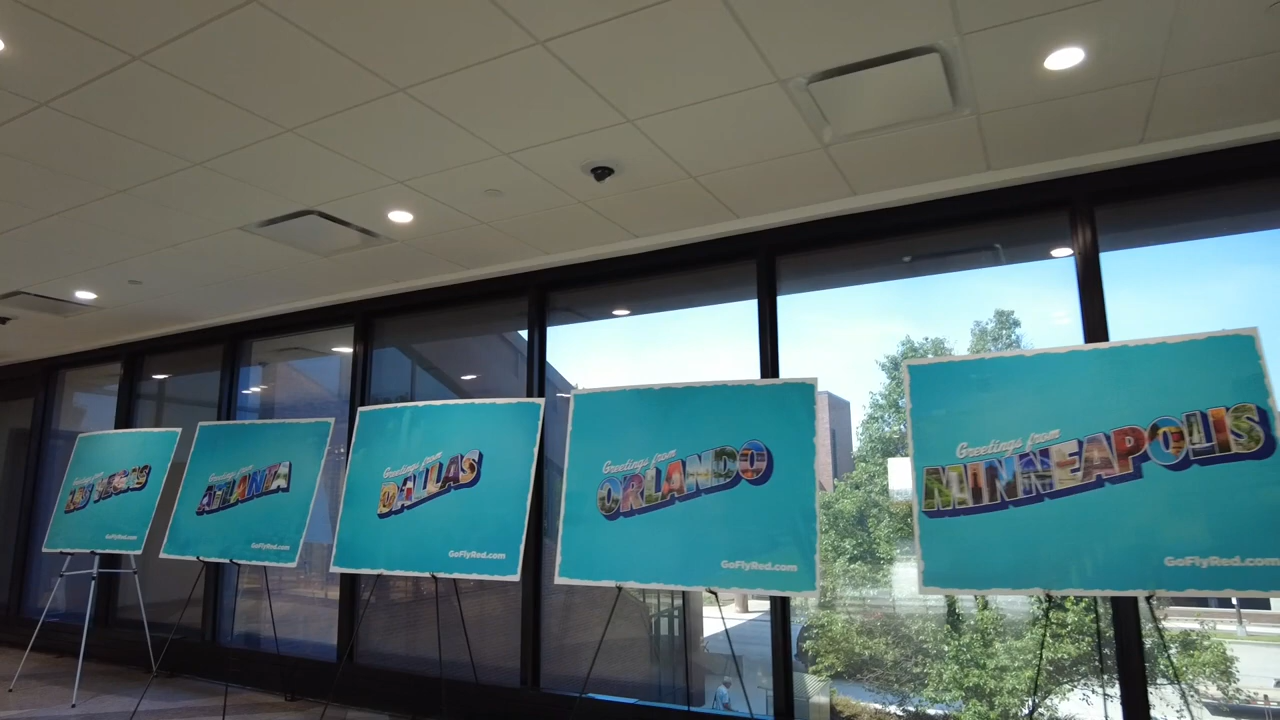 Greetings from
LAS VEGAS
GoFlyRed.com
Greetings from
ATLANTA
GoFlyRed.com
Greetings from
DALLAS
GoFlyRed.com
Greetings from
ORLANDO
GoFlyRed.com
Greetings from
MINNEAPOLIS
GoFlyRed.com